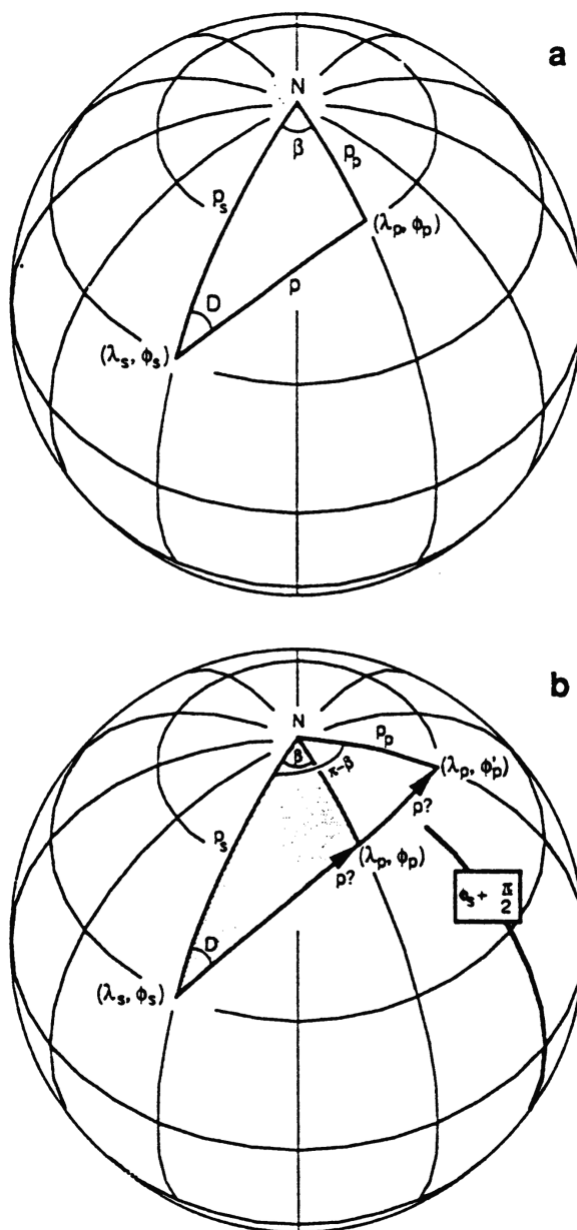 a
N
β
p_p
p_s
(λ_p, ϕ_p)
p
D
(λ_s, ϕ_s)
b
N
p_p
β
π-β
(λ_p, ϕ'_p)
p_s
p?
(λ_p, ϕ_p)
p?
ϕ_s + π/2
D
(λ_s, ϕ_s)